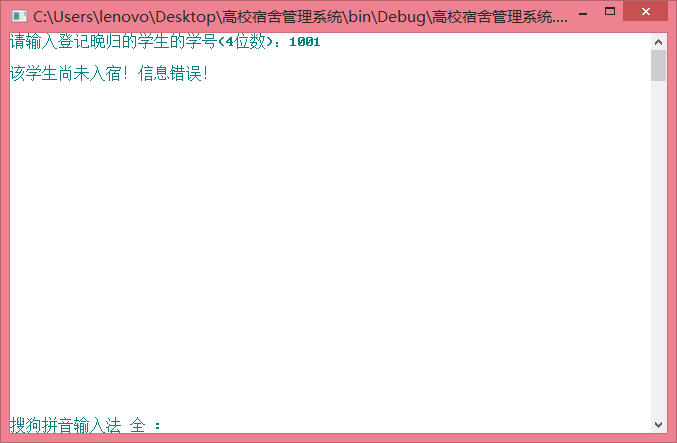 C:\Users\lenovo\Desktop\高校宿舍管理系统\bin\Debug\高校宿舍管理系统....
请输入登记晚归的学生的学号(4位数): 1001
该学生尚未入宿! 信息错误!
搜狗拼音输入法 全 :